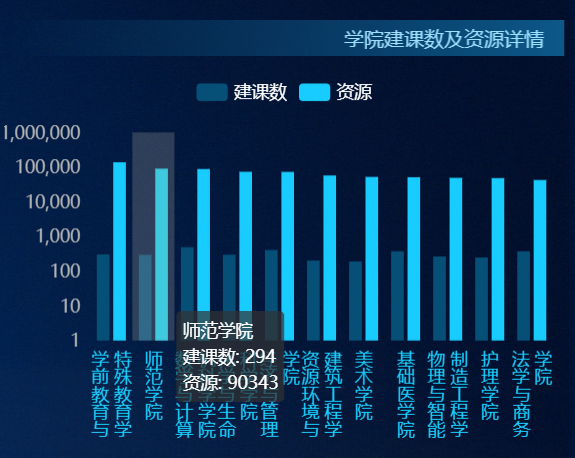 学院建课数及资源详情
建课数
资源
1,000,000
100,000
10,000
1,000
100
10
1
师范学院
建课数: 294
资源: 90343
学前教育与
特殊教育学
师范学院
计算
学院
生命
学院
管理
学院
资源环境与
建筑工程学
美术学院
基础医学院
物理与智能
制造工程学
护理学院
法学与商务
学院